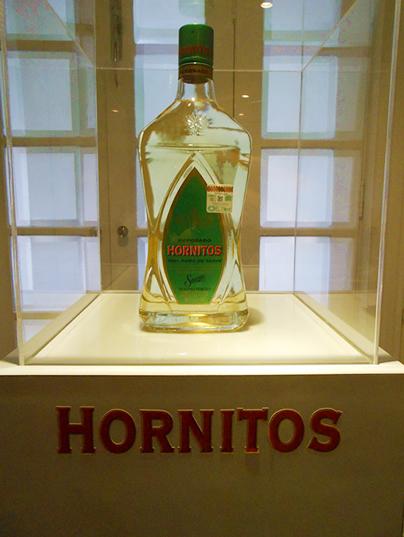 REPOSADO
HORNITOS
100% PURO DE AGAVE
Sauza
HORNITOS